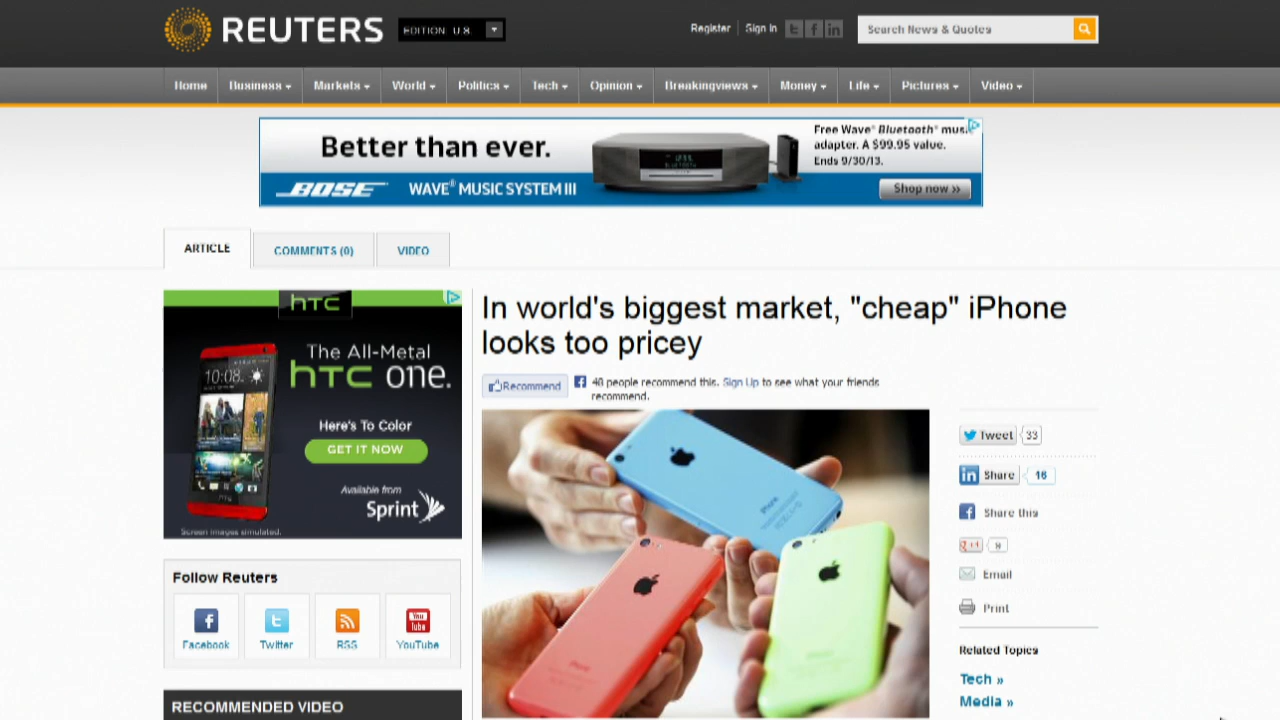 REUTERS
EDITION U.S.
Register
Sign In
Search News & Quotes
Home
Business
Markets
World
Politics
Tech
Opinion
Breakingviews
Money
Life
Pictures
Video
Better than ever.
Free Wave® Bluetooth® music
adapter. A $99.95 value.
Ends 9/30/13.
BOSE WAVE® MUSIC SYSTEM III
Shop now »
ARTICLE
COMMENTS (0)
VIDEO
hTC
The All-Metal
hTC one.
10:08
Here's To Color
GET IT NOW
Available from
Sprint
Screen images simulated.
Follow Reuters
Facebook
Twitter
RSS
YouTube
RECOMMENDED VIDEO
In world's biggest market, "cheap" iPhone
looks too pricey
Recommend
48 people recommend this. Sign Up to see what your friends
recommend.
iPhone
Tweet 33
Share 16
Share this
+1 9
Email
Print
Related Topics
Tech »
Media »